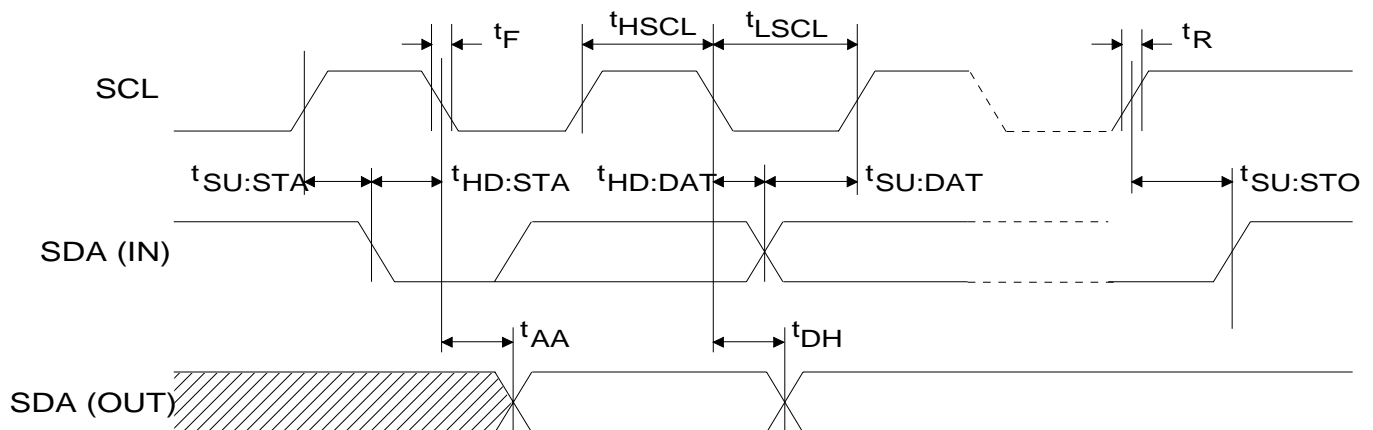 tF
tHSCL
tLSCL
tR
SCL
tSU:STA
tHD:STA
tHD:DAT
tSU:DAT
tSU:STO
SDA (IN)
tAA
tDH
SDA (OUT)